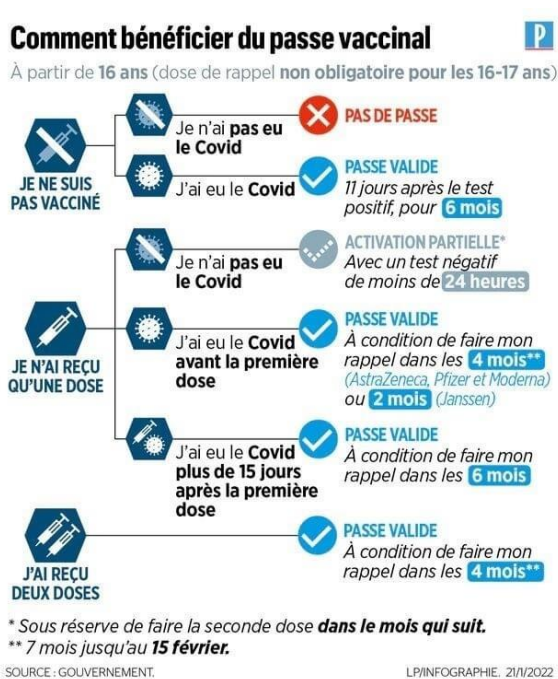 Comment bénéficier du passe vaccinal
P
À partir de 16 ans (dose de rappel non obligatoire pour les 16-17 ans)
JE NE SUIS
PAS VACCINÉ
Je n'ai pas eu
le Covid
PAS DE PASSE
J'ai eu le Covid
PASSE VALIDE
11 jours après le test
positif, pour 6 mois
JE N'AI REÇU
QU'UNE DOSE
Je n'ai pas eu
le Covid
ACTIVATION PARTIELLE*
Avec un test négatif
de moins de 24 heures
J'ai eu le Covid
avant la première
dose
PASSE VALIDE
À condition de faire mon
rappel dans les 4 mois**
(AstraZeneca, Pfizer et Moderna)
ou 2 mois (Janssen)
J'ai eu le Covid
plus de 15 jours
après la première
dose
PASSE VALIDE
À condition de faire mon
rappel dans les 6 mois
J'AI REÇU
DEUX DOSES
PASSE VALIDE
À condition de faire mon
rappel dans les 4 mois**
* Sous réserve de faire la seconde dose dans le mois qui suit.
** 7 mois jusqu'au 15 février.
SOURCE : GOUVERNEMENT.
LP/INFOGRAPHIE. 21/1/2022